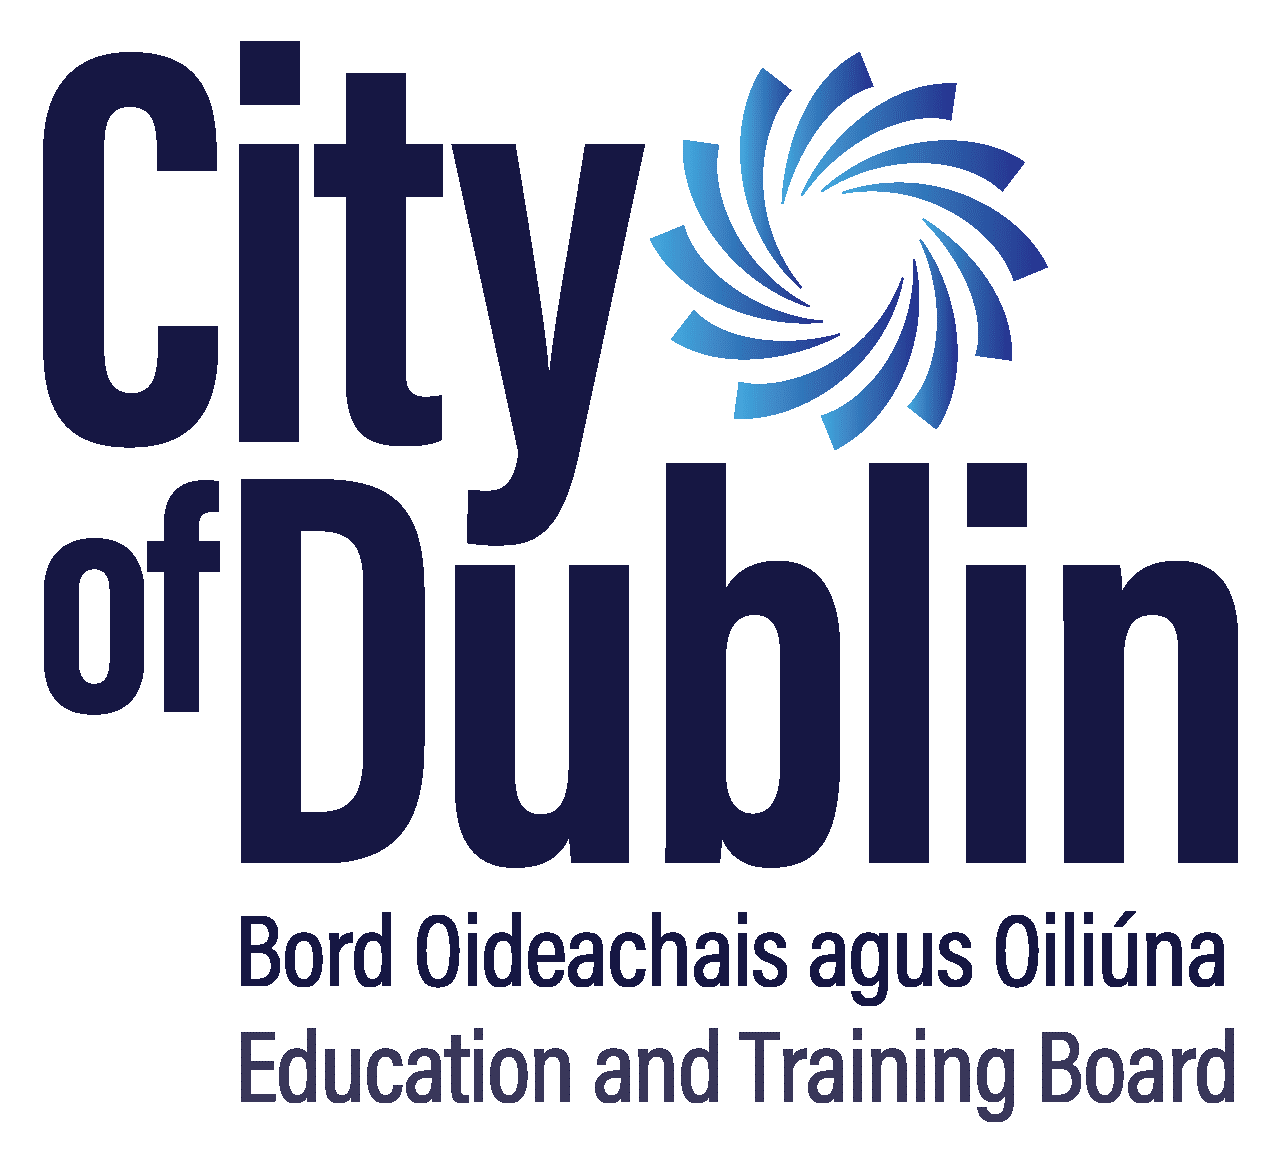 City
of Dublin
Bord Oideachais agus Oiliúna
Education and Training Board